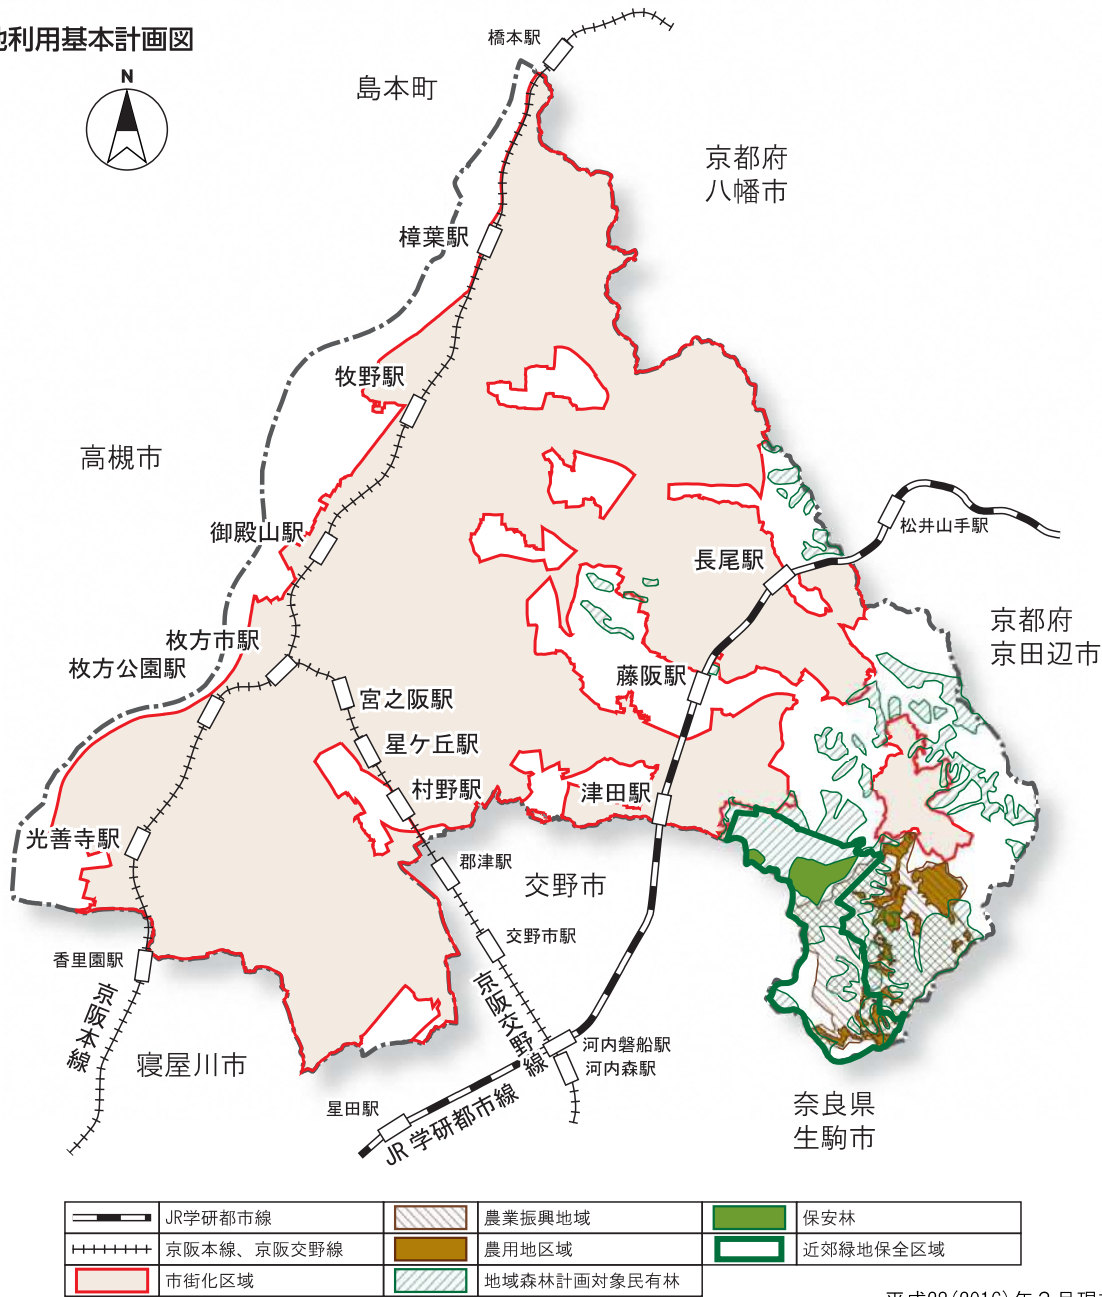 地利用基本計画図
N
橋本駅
島本町
京都府
八幡市
樟葉駅
牧野駅
高槻市
御殿山駅
松井山手駅
長尾駅
京都府
京田辺市
枚方市駅
枚方公園駅
藤阪駅
宮之阪駅
星ケ丘駅
村野駅
津田駅
光善寺駅
郡津駅
交野市
交野市駅
香里園駅
京阪本線
京阪交野線
寝屋川市
河内磐船駅
河内森駅
星田駅
JR学研都市線
奈良県
生駒市
JR学研都市線
農業振興地域
保安林
京阪本線、京阪交野線
農用地区域
近郊緑地保全区域
市街化区域
地域森林計画対象民有林